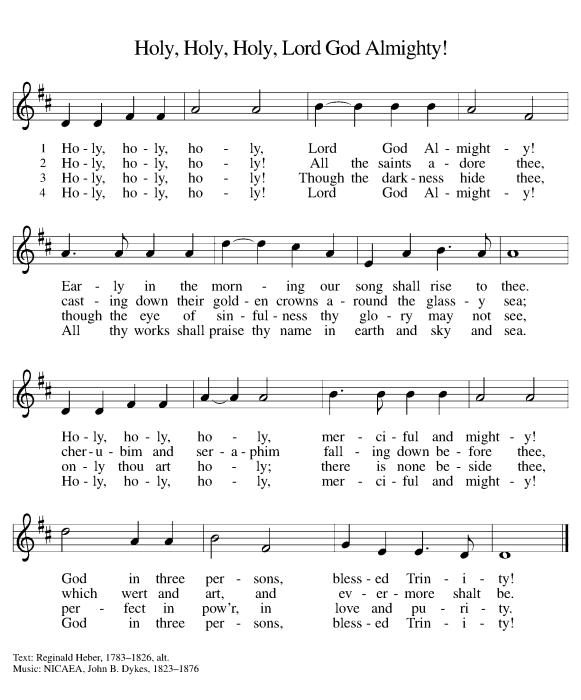 Holy, Holy, Holy, Lord God Almighty!
1 Ho - ly, ho - ly, ho - ly, Lord God Al - might - y!
2 Ho - ly, ho - ly, ho - ly! All the saints a - dore thee,
3 Ho - ly, ho - ly, ho - ly! Though the dark - ness hide thee,
4 Ho - ly, ho - ly, ho - ly! Lord God Al - might - y!
Ear - ly in the morn - ing our song shall rise to thee.
cast - ing down their gold - en crowns a - round the glass - y sea;
though the eye of sin - ful - ness thy glo - ry may not see,
All thy works shall praise thy name in earth and sky and sea.
Ho - ly, ho - ly, ho - ly, mer - ci - ful and might - y!
cher - u - bim and ser - a - phim fall - ing down be - fore thee,
on - ly thou art ho - ly; there is none be - side thee,
Ho - ly, ho - ly, ho - ly, mer - ci - ful and might - y!
God in three per - sons, bless - ed Trin - i - ty!
which wert and art, and ev - er - more shalt be.
per - fect in pow'r, in love and pu - ri - ty.
God in three per - sons, bless - ed Trin - i - ty!
Text: Reginald Heber, 1783–1826, alt.
Music: NICAEA, John B. Dykes, 1823–1876